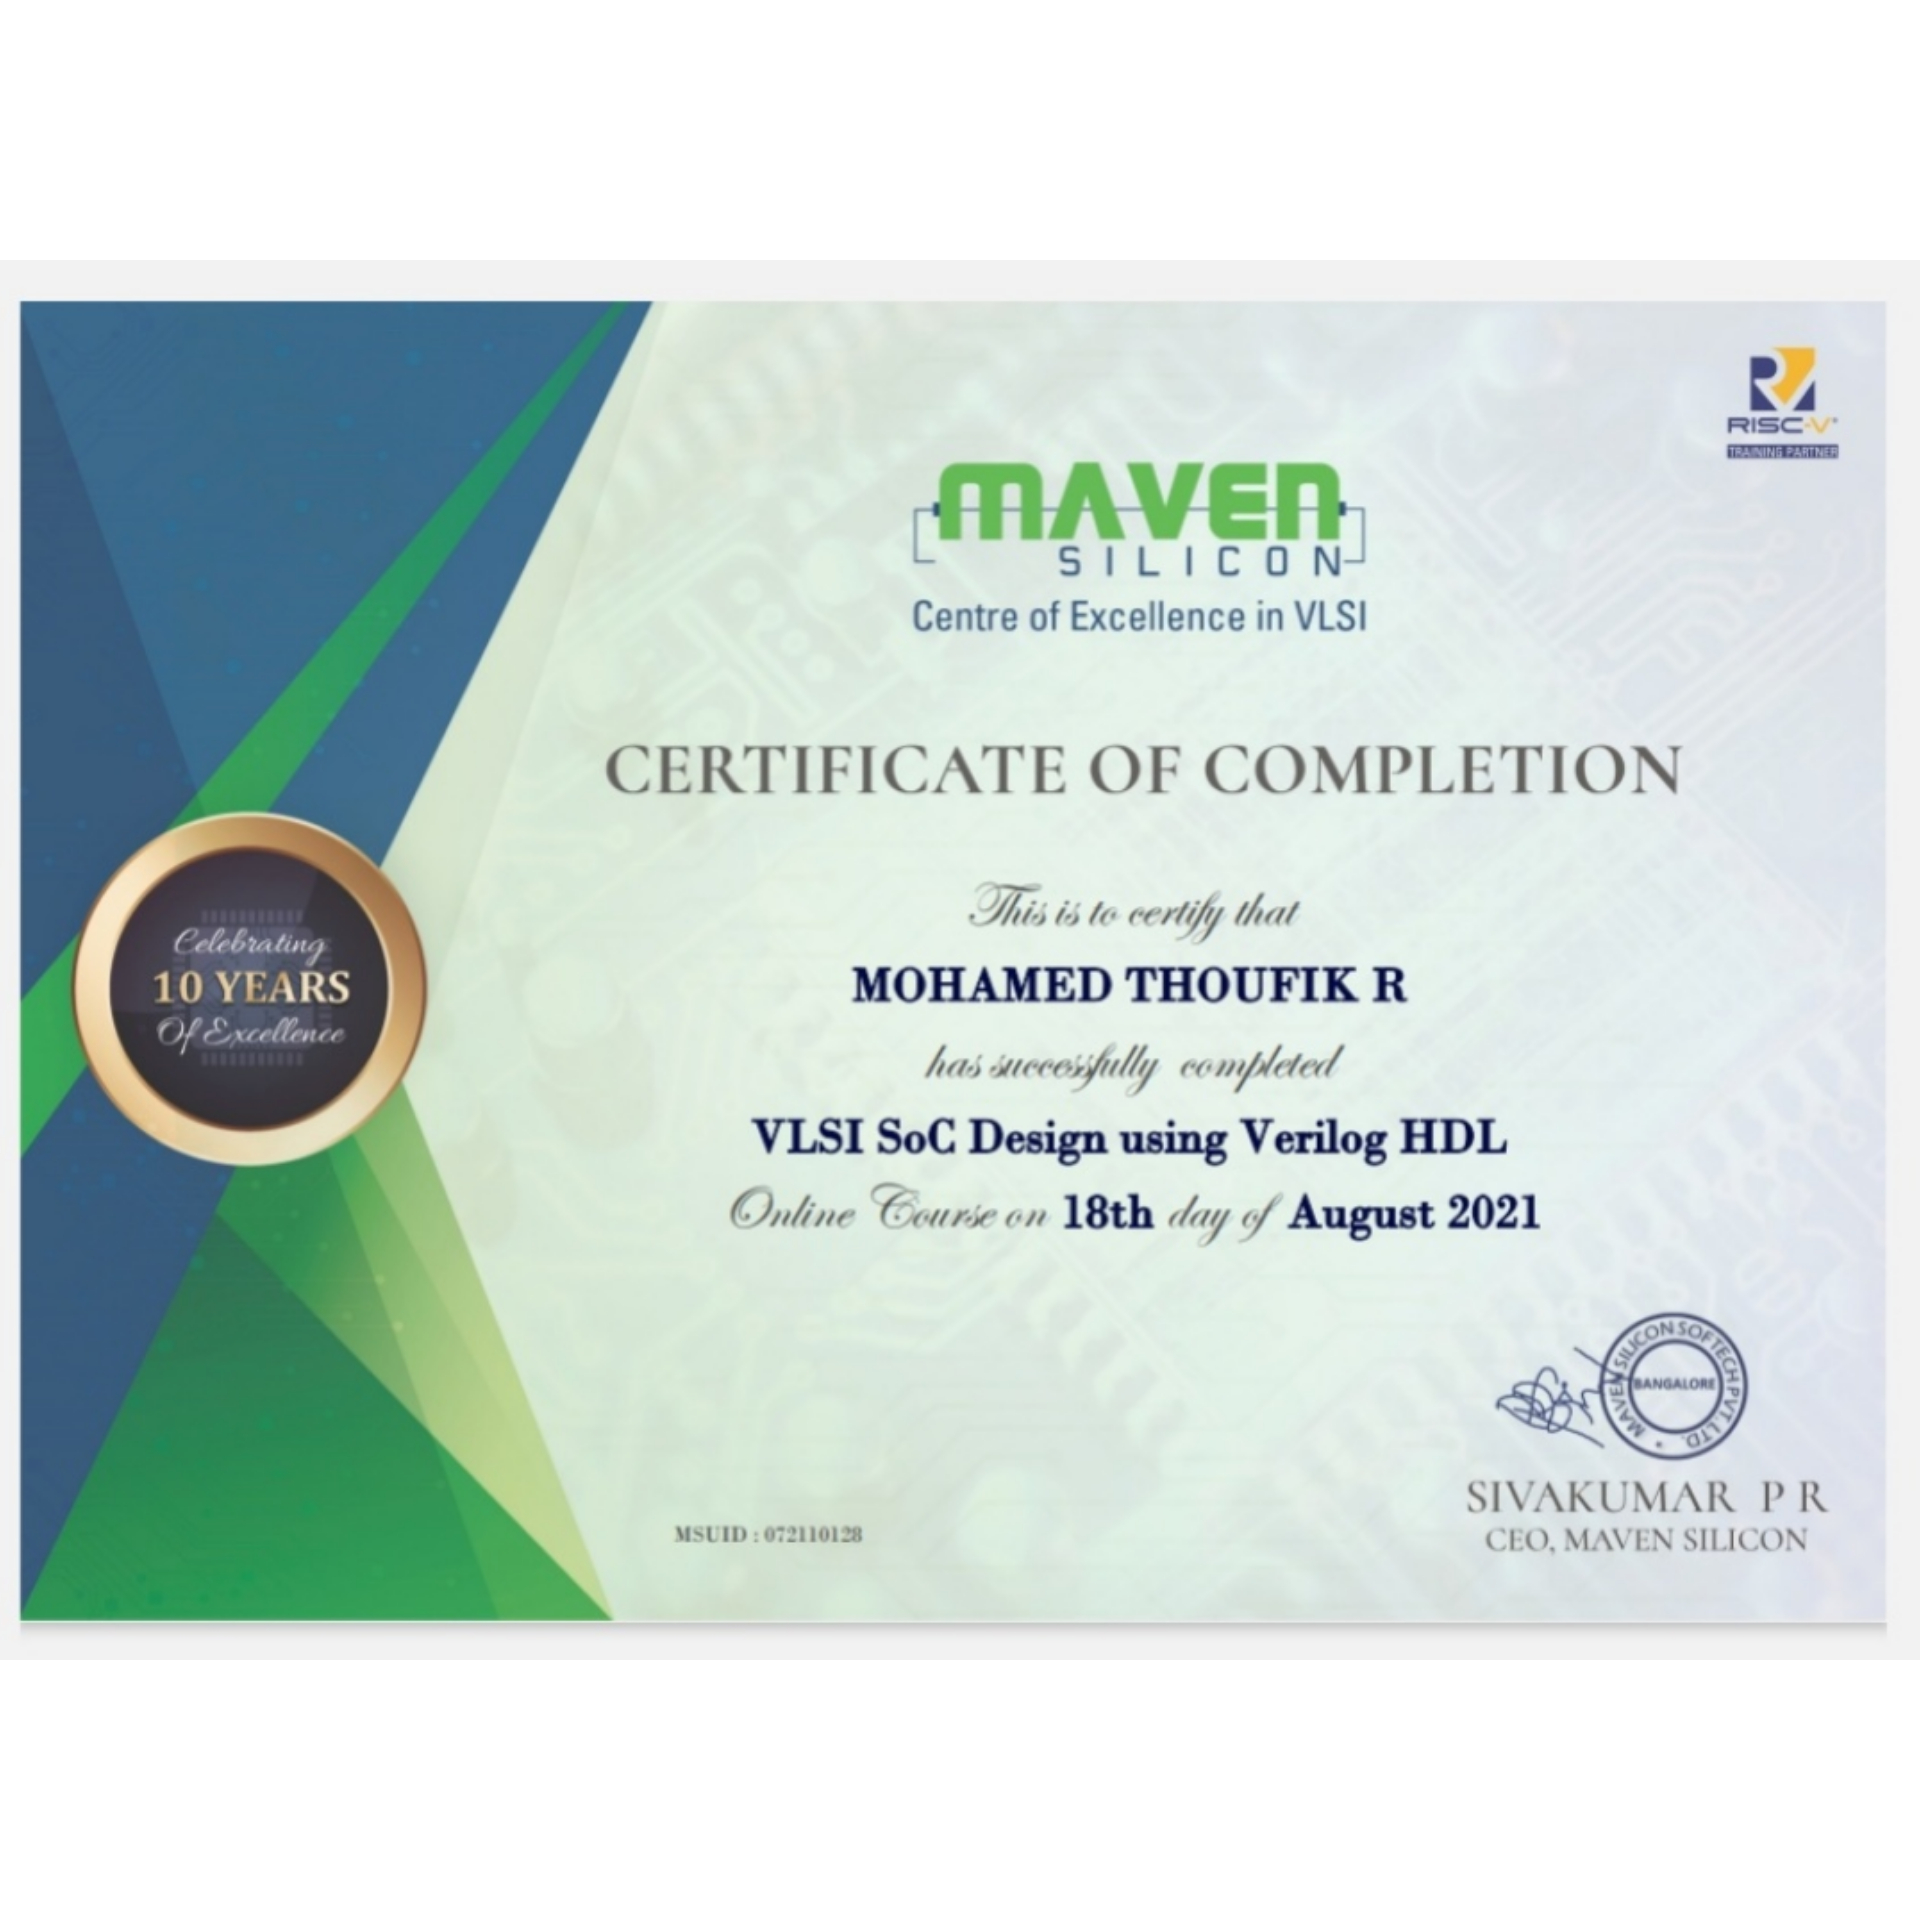 RISC-V®
TRAINING PARTNER
MAVEN
SILICON
Centre of Excellence in VLSI
CERTIFICATE OF COMPLETION
This is to certify that
MOHAMED THOUFIK R
has successfully completed
VLSI SoC Design using Verilog HDL
Online Course on 18th day of August 2021
Celebrating
10 YEARS
Of Excellence
MAVEN SILICON SOFTECH PVT. LTD.
BANGALORE
SIVAKUMAR P R
CEO, MAVEN SILICON
MSUID : 072110128